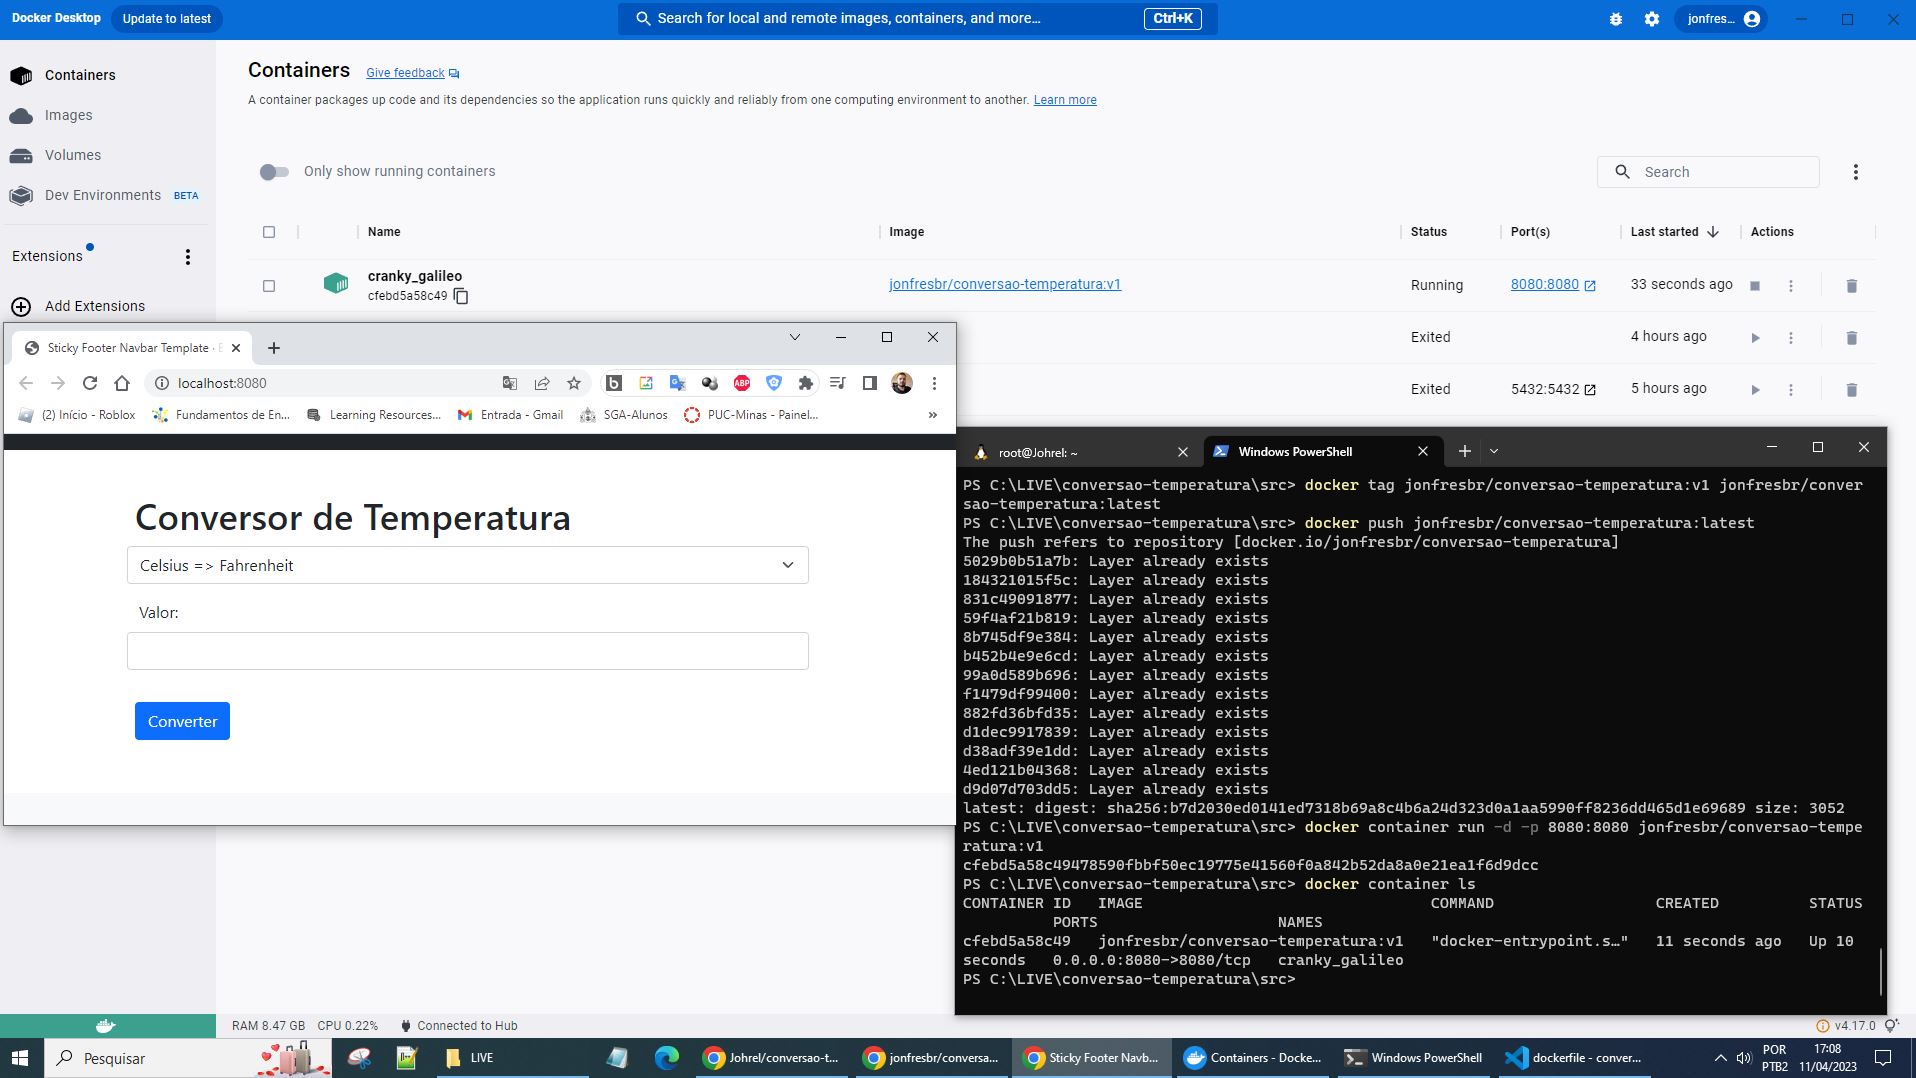 Docker Desktop
Update to latest
Search for local and remote images, containers, and more...
Ctrl+K
jonfres...
Containers
Images
Volumes
Dev Environments BETA
Extensions
Add Extensions
Containers Give feedback
A container packages up code and its dependencies so the application runs quickly and reliably from one computing environment to another. Learn more
Only show running containers
Search
Name Image Status Port(s) Last started Actions
cranky_galileo
cfebd5a58c49
jonfresbr/conversao-temperatura:v1 Running 8080:8080 33 seconds ago
Exited 4 hours ago
Exited 5432:5432 5 hours ago
Sticky Footer Navbar Template ·
localhost:8080
(2) Início - Roblox Fundamentos de En... Learning Resources... Entrada - Gmail SGA-Alunos PUC-Minas - Painel... »
Conversor de Temperatura
Celsius => Fahrenheit
Valor:
Converter
root@Johrel: ~
Windows PowerShell
PS C:\LIVE\conversao-temperatura\src> docker tag jonfresbr/conversao-temperatura:v1 jonfresbr/conver
sao-temperatura:latest
PS C:\LIVE\conversao-temperatura\src> docker push jonfresbr/conversao-temperatura:latest
The push refers to repository [docker.io/jonfresbr/conversao-temperatura]
5029b0b51a7b: Layer already exists
184321015f5c: Layer already exists
831c49091877: Layer already exists
59f4af21b819: Layer already exists
8b745df9e384: Layer already exists
b452b4e9e6cd: Layer already exists
99a0d589b696: Layer already exists
f1479df99400: Layer already exists
882fd36bfd35: Layer already exists
d1dec9917839: Layer already exists
d38adf39e1dd: Layer already exists
4ed121b04368: Layer already exists
d9d07d703dd5: Layer already exists
latest: digest: sha256:b7d2030ed0141ed7318b69a8c4b6a24d323d0a1aa5990ff8236dd465d1e69689 size: 3052
PS C:\LIVE\conversao-temperatura\src> docker container run -d -p 8080:8080 jonfresbr/conversao-tempe
ratura:v1
cfebd5a58c49478590fbbf50ec19775e41560f0a842b52da8a0e21ea1f6d9dcc
PS C:\LIVE\conversao-temperatura\src> docker container ls
CONTAINER ID IMAGE COMMAND CREATED STATUS
PORTS NAMES
cfebd5a58c49 jonfresbr/conversao-temperatura:v1 "docker-entrypoint.s…" 11 seconds ago Up 10
seconds 0.0.0.0:8080->8080/tcp cranky_galileo
PS C:\LIVE\conversao-temperatura\src>
RAM 8.47 GB CPU 0.22% Connected to Hub
v4.17.0
Pesquisar
LIVE
Johrel/conversao-t...
jonfresbr/conversa...
Sticky Footer Navb...
Containers - Docke...
Windows PowerShell
dockerfile - conver...
POR
PTB2
17:08
11/04/2023